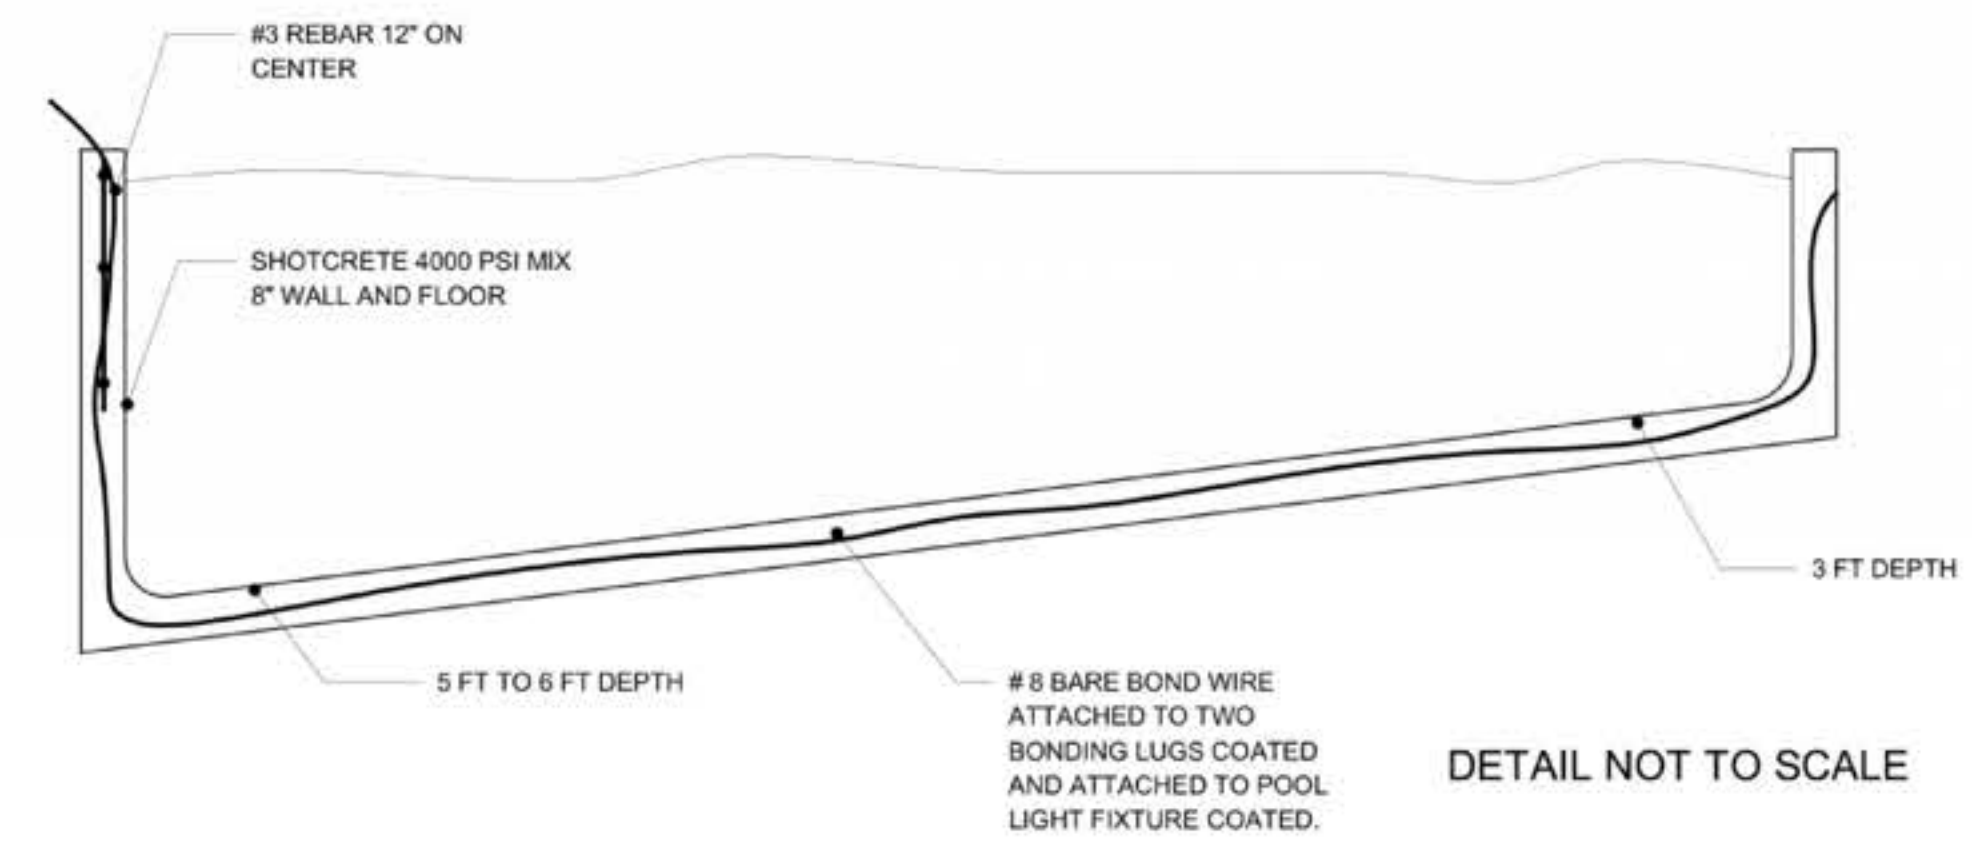 #3 REBAR 12" ON
CENTER
SHOTCRETE 4000 PSI MIX
8" WALL AND FLOOR
3 FT DEPTH
5 FT TO 6 FT DEPTH
# 8 BARE BOND WIRE
ATTACHED TO TWO
BONDING LUGS COATED
AND ATTACHED TO POOL
LIGHT FIXTURE COATED.
DETAIL NOT TO SCALE